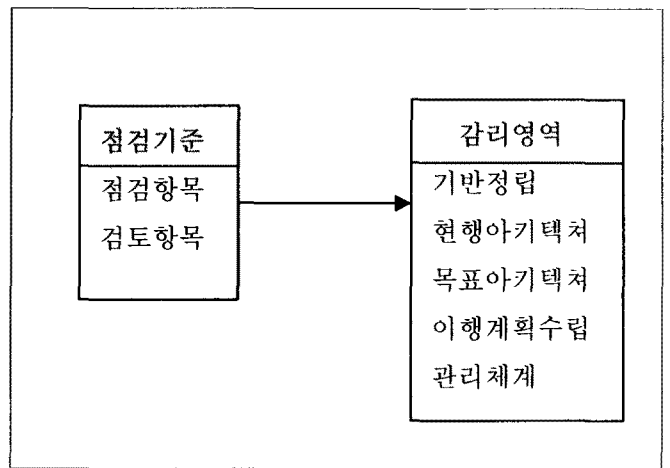 점검기준
점검항목
검토항목
감리영역
기반정립
현행아키텍쳐
목표아키텍쳐
이행계획수립
관리체계